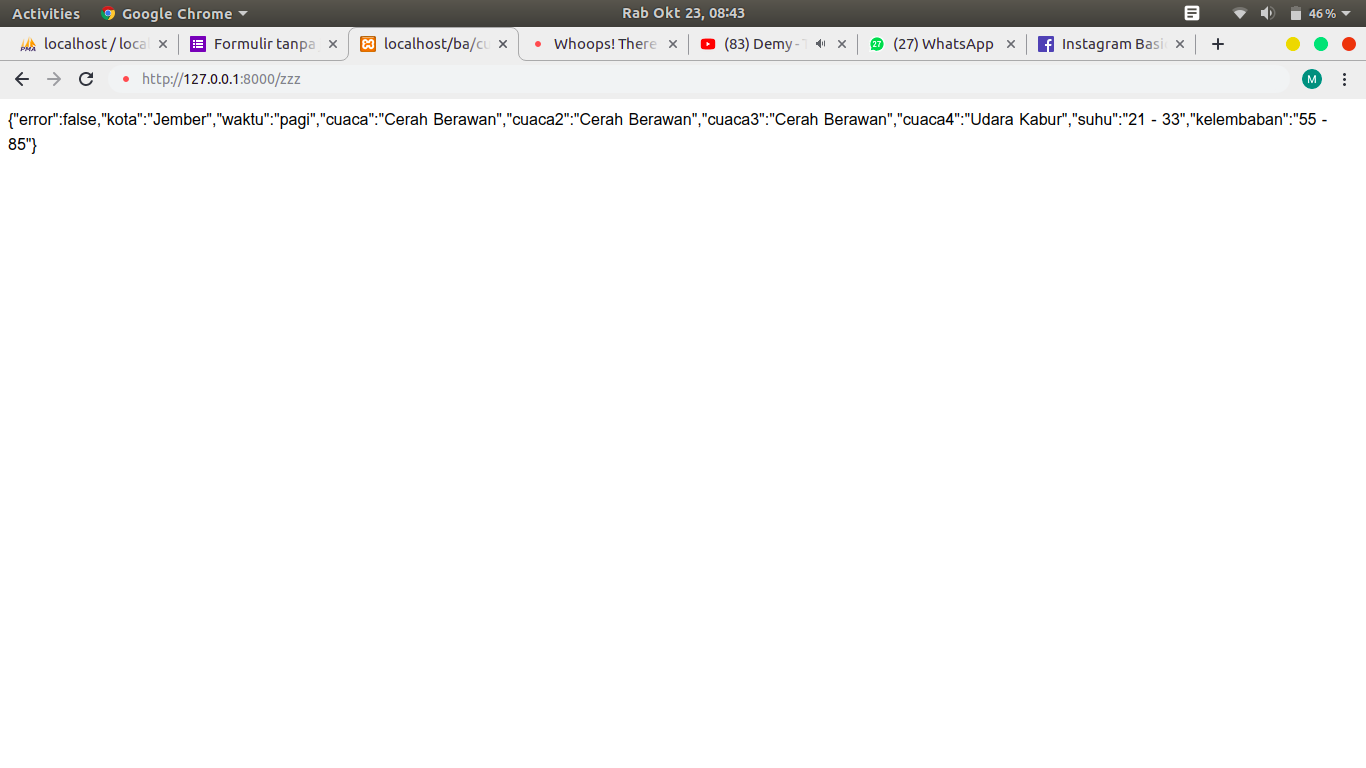 Activities Google Chrome Rab Okt 23, 08:43 46%
localhost / local Formulir tanpa localhost/ba/cu Whoops! There (83) Demy - 27 (27) WhatsApp Instagram Basi
http://127.0.0.1:8000/zzz M
{"error":false,"kota":"Jember","waktu":"pagi","cuaca":"Cerah Berawan","cuaca2":"Cerah Berawan","cuaca3":"Cerah Berawan","cuaca4":"Udara Kabur","suhu":"21 - 33","kelembaban":"55 -
85"}